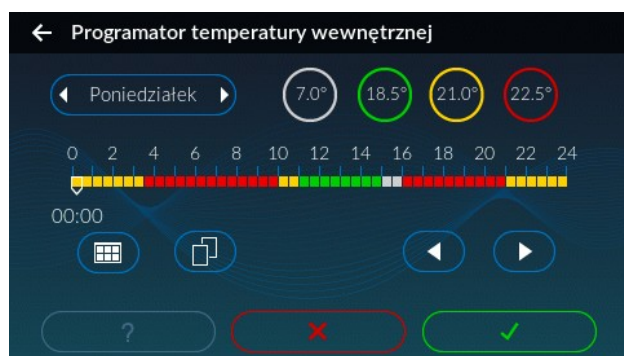 Programator temperatury wewnętrznej
Poniedziałek 7.0° 18.5° 21.0° 22.5°
0 2 4 6 8 10 12 14 16 18 20 22 24
00:00
?